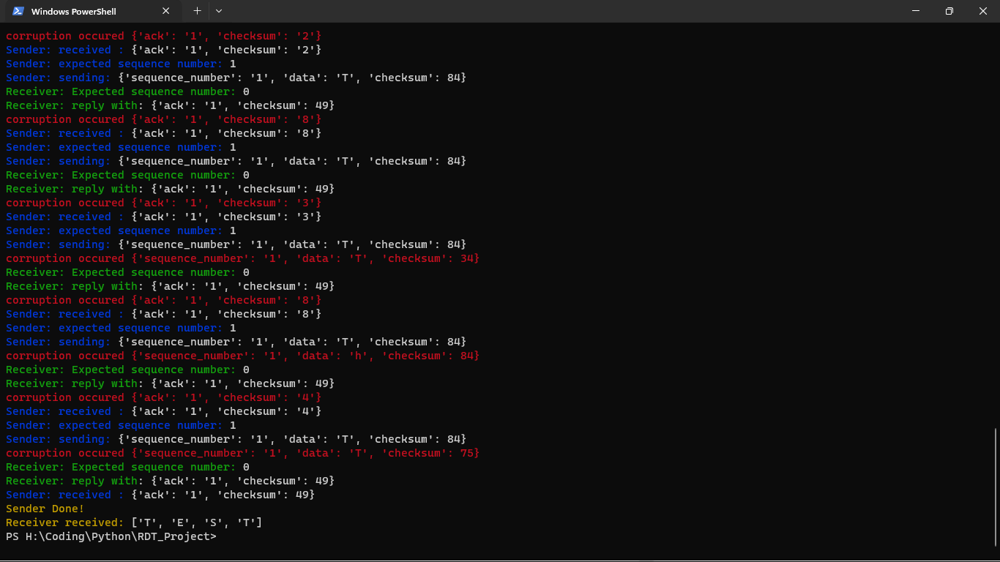 Windows PowerShell
corruption occured {'ack': '1', 'checksum': '2'}
Sender: received : {'ack': '1', 'checksum': '2'}
Sender: expected sequence number: 1
Sender: sending: {'sequence_number': '1', 'data': 'T', 'checksum': 84}
Receiver: Expected sequence number: 0
Receiver: reply with: {'ack': '1', 'checksum': 49}
corruption occured {'ack': '1', 'checksum': '8'}
Sender: received : {'ack': '1', 'checksum': '8'}
Sender: expected sequence number: 1
Sender: sending: {'sequence_number': '1', 'data': 'T', 'checksum': 84}
Receiver: Expected sequence number: 0
Receiver: reply with: {'ack': '1', 'checksum': 49}
corruption occured {'ack': '1', 'checksum': '3'}
Sender: received : {'ack': '1', 'checksum': '3'}
Sender: expected sequence number: 1
Sender: sending: {'sequence_number': '1', 'data': 'T', 'checksum': 84}
corruption occured {'sequence_number': '1', 'data': 'T', 'checksum': 34}
Receiver: Expected sequence number: 0
Receiver: reply with: {'ack': '1', 'checksum': 49}
corruption occured {'ack': '1', 'checksum': '8'}
Sender: received : {'ack': '1', 'checksum': '8'}
Sender: expected sequence number: 1
Sender: sending: {'sequence_number': '1', 'data': 'T', 'checksum': 84}
corruption occured {'sequence_number': '1', 'data': 'h', 'checksum': 84}
Receiver: Expected sequence number: 0
Receiver: reply with: {'ack': '1', 'checksum': 49}
corruption occured {'ack': '1', 'checksum': '4'}
Sender: received : {'ack': '1', 'checksum': '4'}
Sender: expected sequence number: 1
Sender: sending: {'sequence_number': '1', 'data': 'T', 'checksum': 84}
corruption occured {'sequence_number': '1', 'data': 'T', 'checksum': 75}
Receiver: Expected sequence number: 0
Receiver: reply with: {'ack': '1', 'checksum': 49}
Sender: received : {'ack': '1', 'checksum': 49}
Sender Done!
Receiver received: ['T', 'E', 'S', 'T']
PS H:\Coding\Python\RDT_Project>